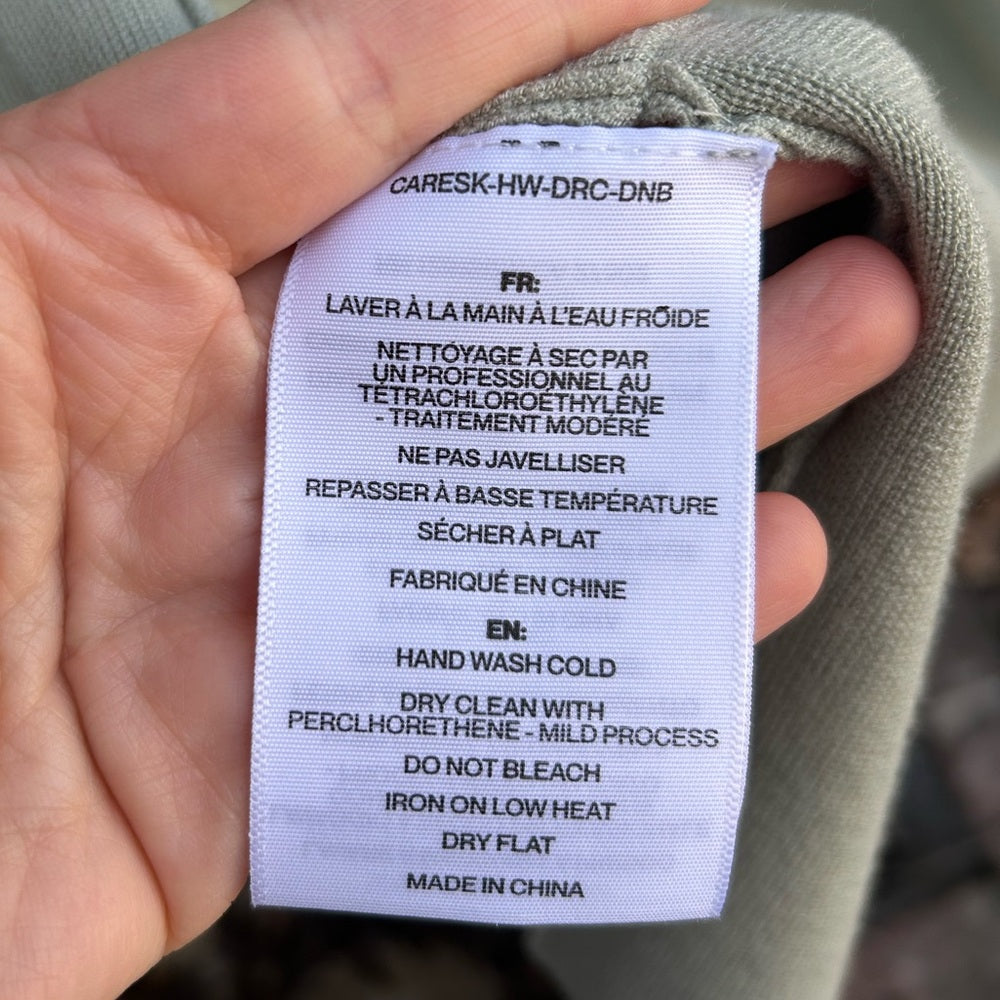 CARESK-HW-DRC-DNB
FR:
LAVER À LA MAIN À L'EAU FROIDE
NETTOYAGE À SEC PAR
UN PROFESSIONNEL AU
TÉTRACHLOROÉTHYLÈNE
- TRAITEMENT MODÉRÉ
NE PAS JAVELLISER
REPASSER À BASSE TEMPÉRATURE
SÉCHER À PLAT
FABRIQUÉ EN CHINE
EN:
HAND WASH COLD
DRY CLEAN WITH
PERCLHORETHENE - MILD PROCESS
DO NOT BLEACH
IRON ON LOW HEAT
DRY FLAT
MADE IN CHINA